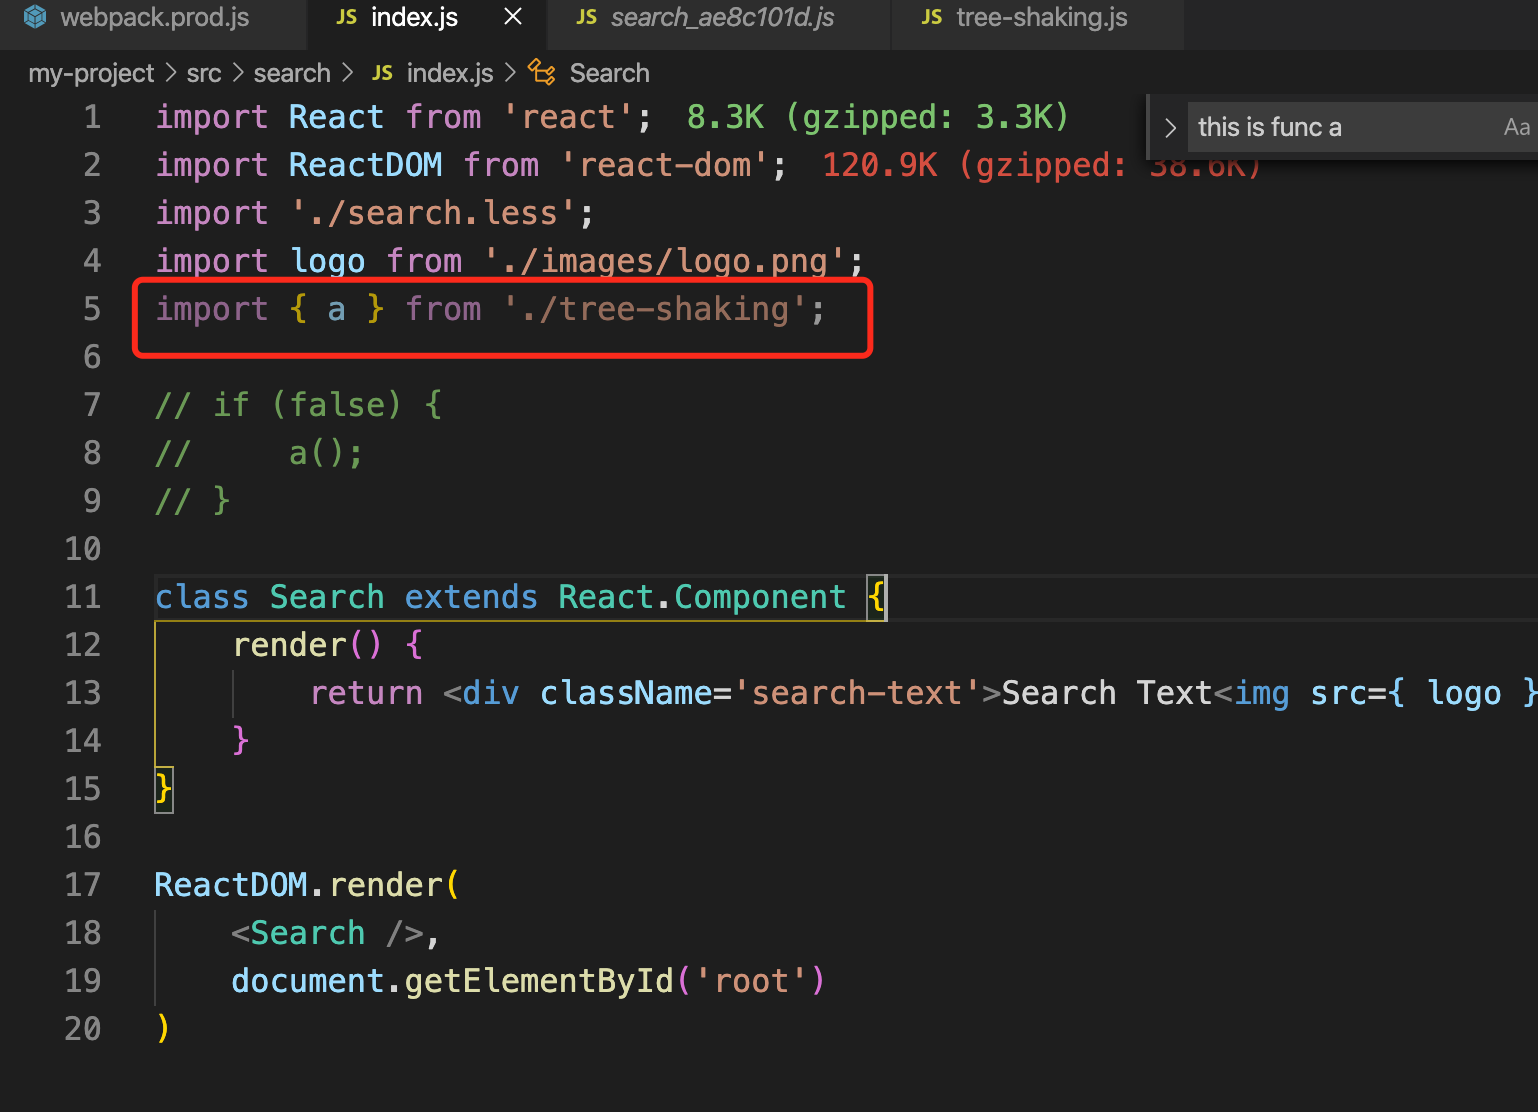 webpack.prod.js JS index.js JS search_ae8c101d.js JS tree-shaking.js
my-project > src > search > JS index.js > Search
this is func a Aa
1 import React from 'react'; 8.3K (gzipped: 3.3K)
2 import ReactDOM from 'react-dom'; 120.9K (gzipped: 38.6K)
3 import './search.less';
4 import logo from './images/logo.png';
5 import { a } from './tree-shaking';
6
7 // if (false) {
8 //     a();
9 // }
10
11 class Search extends React.Component {
12     render() {
13         return <div className='search-text'>Search Text<img src={ logo }
14     }
15 }
16
17 ReactDOM.render(
18     <Search />,
19     document.getElementById('root')
20 )